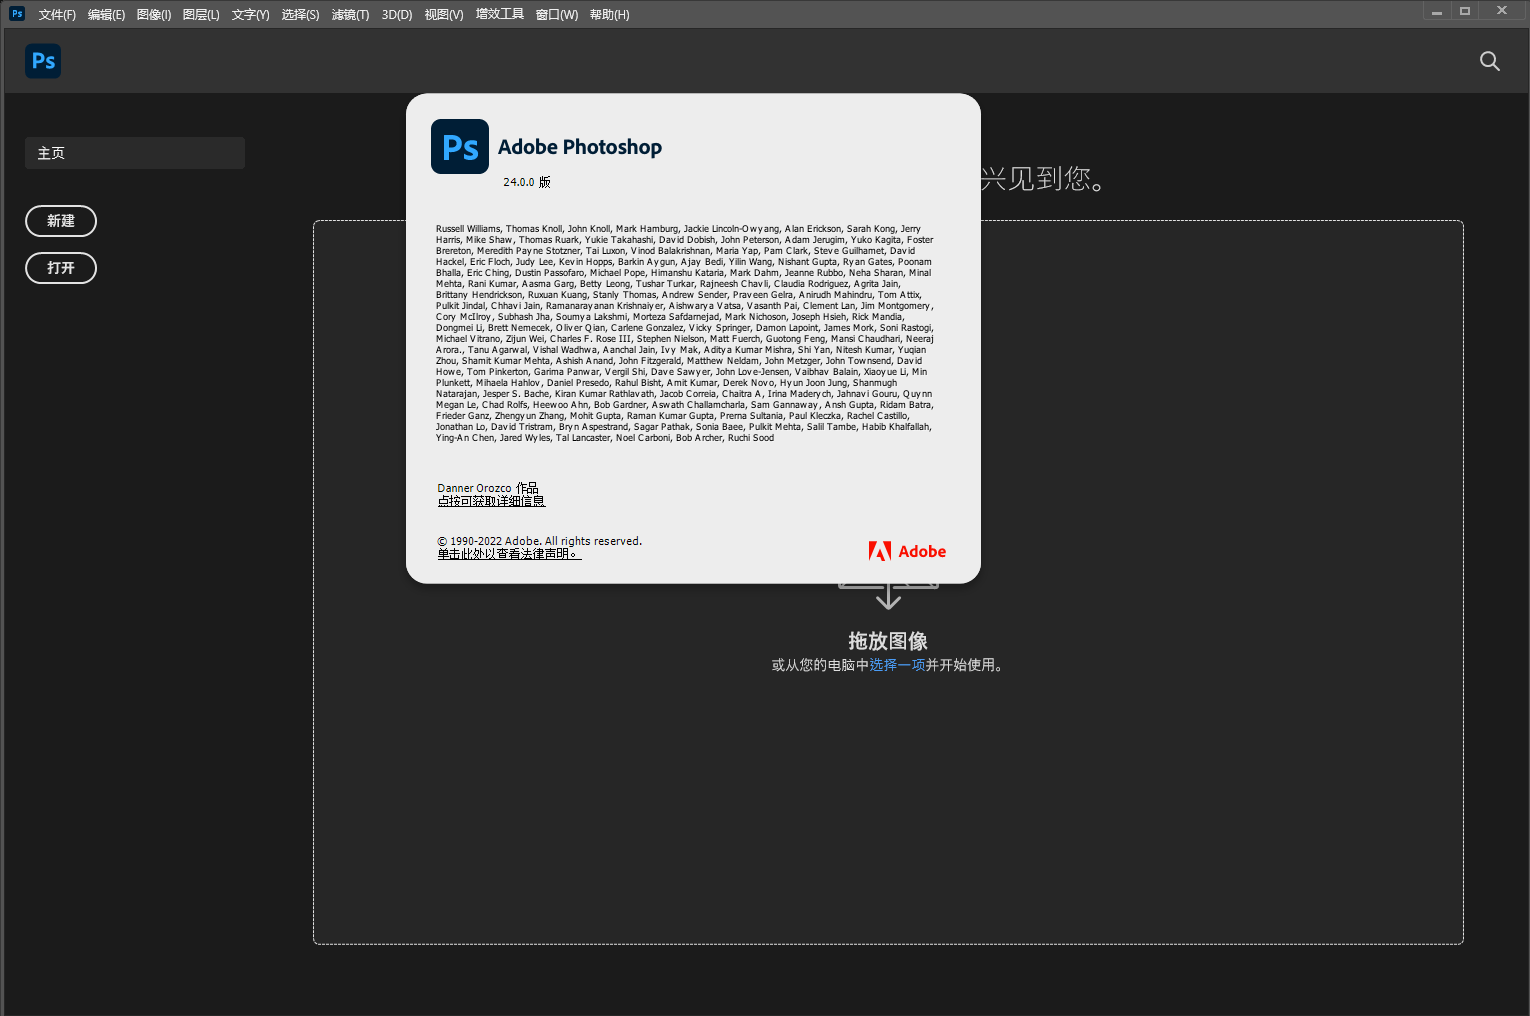 Ps 文件(F) 编辑(E) 图像(I) 图层(L) 文字(Y) 选择(S) 滤镜(T) 3D(D) 视图(V) 增效工具 窗口(W) 帮助(H)
Ps
主页
新建
打开
兴见到您。
Ps Adobe Photoshop
24.0.0 版
Russell Williams, Thomas Knoll, John Knoll, Mark Hamburg, Jackie Lincoln-Owyang, Alan Erickson, Sarah Kong, Jerry
Harris, Mike Shaw, Thomas Ruark, Yukie Takahashi, David Dobish, John Peterson, Adam Jerugim, Yuko Kagita, Foster
Brereton, Meredith Payne Stotzner, Tai Luxon, Vinod Balakrishnan, Maria Yap, Pam Clark, Steve Guilhamet, David
Hackel, Eric Floch, Judy Lee, Kevin Hopps, Barkin Aygun, Ajay Bedi, Yilin Wang, Nishant Gupta, Ryan Gates, Poonam
Bhalla, Eric Ching, Dustin Passofaro, Michael Pope, Himanshu Kataria, Mark Dahm, Jeanne Rubbo, Neha Sharan, Minal
Mehta, Rani Kumar, Aasma Garg, Betty Leong, Tushar Turkar, Rajneesh Chavli, Claudia Rodriguez, Agrita Jain,
Brittany Hendrickson, Ruxuan Kuang, Stanly Thomas, Andrew Sender, Praveen Gelra, Anirudh Mahindru, Tom Attix,
Pulkit Jindal, Chhavi Jain, Ramanarayanan Krishnaiyer, Aishwarya Vatsa, Vasanth Pai, Clement Lan, Jim Montgomery,
Cory McIlroy, Subhash Jha, Soumya Lakshmi, Morteza Safdarnejad, Mark Nichoson, Joseph Hsieh, Rick Mandia,
Dongmei Li, Brett Nemecek, Oliver Qian, Carlene Gonzalez, Vicky Springer, Damon Lapoint, James Mork, Soni Rastogi,
Michael Vitrano, Zijun Wei, Charles F. Rose III, Stephen Nielson, Matt Fuerch, Guotong Feng, Mansi Chaudhari, Neeraj
Arora., Tanu Agarwal, Vishal Wadhwa, Aanchal Jain, Ivy Mak, Aditya Kumar Mishra, Shi Yan, Nitesh Kumar, Yuqian
Zhou, Shamit Kumar Mehta, Ashish Anand, John Fitzgerald, Matthew Neldam, John Metzger, John Townsend, David
Howe, Tom Pinkerton, Garima Panwar, Vergil Shi, Dave Sawyer, John Love-Jensen, Vaibhav Balain, Xiaoyue Li, Min
Plunkett, Mihaela Hahlov, Daniel Presedo, Rahul Bisht, Amit Kumar, Derek Novo, Hyun Joon Jung, Shanmugh
Natarajan, Jesper S. Bache, Kiran Kumar Rathlavath, Jacob Correia, Chaitra A, Irina Maderych, Jahnavi Gouru, Quynn
Megan Le, Chad Rolfs, Heewoo Ahn, Bob Gardner, Aswath Challamcharla, Sam Gannaway, Ansh Gupta, Ridam Batra,
Frieder Ganz, Zhengyun Zhang, Mohit Gupta, Raman Kumar Gupta, Prerna Sultania, Paul Kleczka, Rachel Castillo,
Jonathan Lo, David Tristram, Bryn Aspestrand, Sagar Pathak, Sonia Baee, Pulkit Mehta, Salil Tambe, Habib Khalfallah,
Ying-An Chen, Jared Wyles, Tal Lancaster, Noel Carboni, Bob Archer, Ruchi Sood
Danner Orozco 作品
点按可获取详细信息
© 1990-2022 Adobe. All rights reserved.
单击此处以查看法律声明。
Adobe
拖放图像
或从您的电脑中选择一项并开始使用。